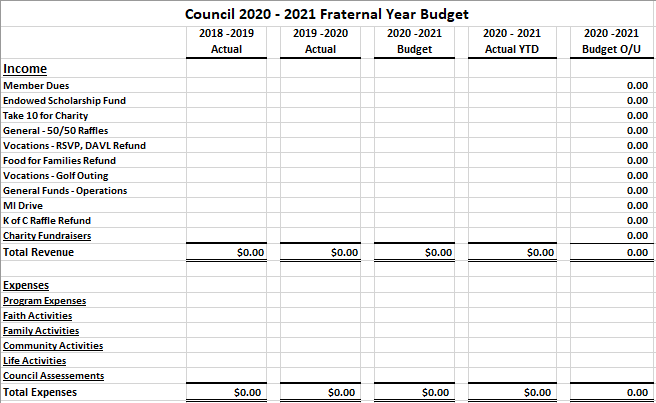 Council 2020 - 2021 Fraternal Year Budget
2018 -2019 2019 -2020 2020 -2021 2020 - 2021 2020 -2021
Actual Actual Budget Actual YTD Budget O/U
Income
Member Dues 0.00
Endowed Scholarship Fund 0.00
Take 10 for Charity 0.00
General - 50/50 Raffles 0.00
Vocations - RSVP, DAVL Refund 0.00
Food for Families Refund 0.00
Vocations - Golf Outing 0.00
General Funds - Operations 0.00
MI Drive 0.00
K of C Raffle Refund 0.00
Charity Fundraisers 0.00
Total Revenue $0.00 $0.00 $0.00 $0.00 0.00
Expenses
Program Expenses
Faith Activities
Family Activities
Community Activities
Life Activities
Council Assessements
Total Expenses $0.00 $0.00 $0.00 $0.00 0.00